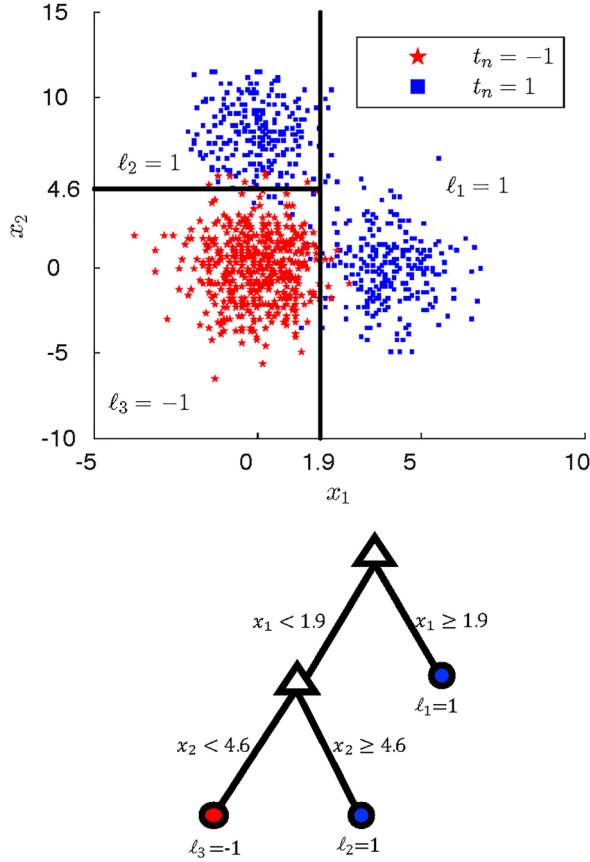 15
tₙ = −1
tₙ = 1
10
ℓ₂ = 1
ℓ₁ = 1
4.6
x₂
0
-5
ℓ₃ = −1
-10
-5 0 1.9 5 10
x₁
x₁ < 1.9 x₁ ≥ 1.9
ℓ₁=1
x₂ < 4.6 x₂ ≥ 4.6
ℓ₃=-1 ℓ₂=1